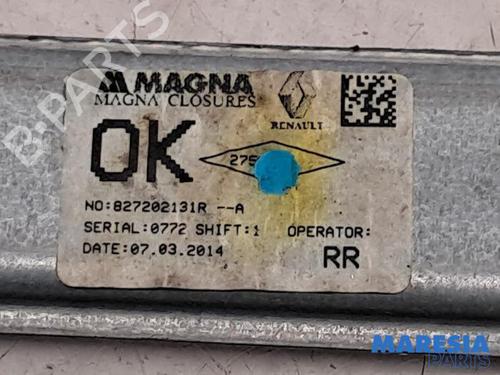 MAGNA
MAGNA CLOSURES
RENAULT
OK
NO:827202131R --A
SERIAL:0772 SHIFT:1 OPERATOR:
DATE:07.03.2014
RR
B-PARTS
MARESIA
PARTS